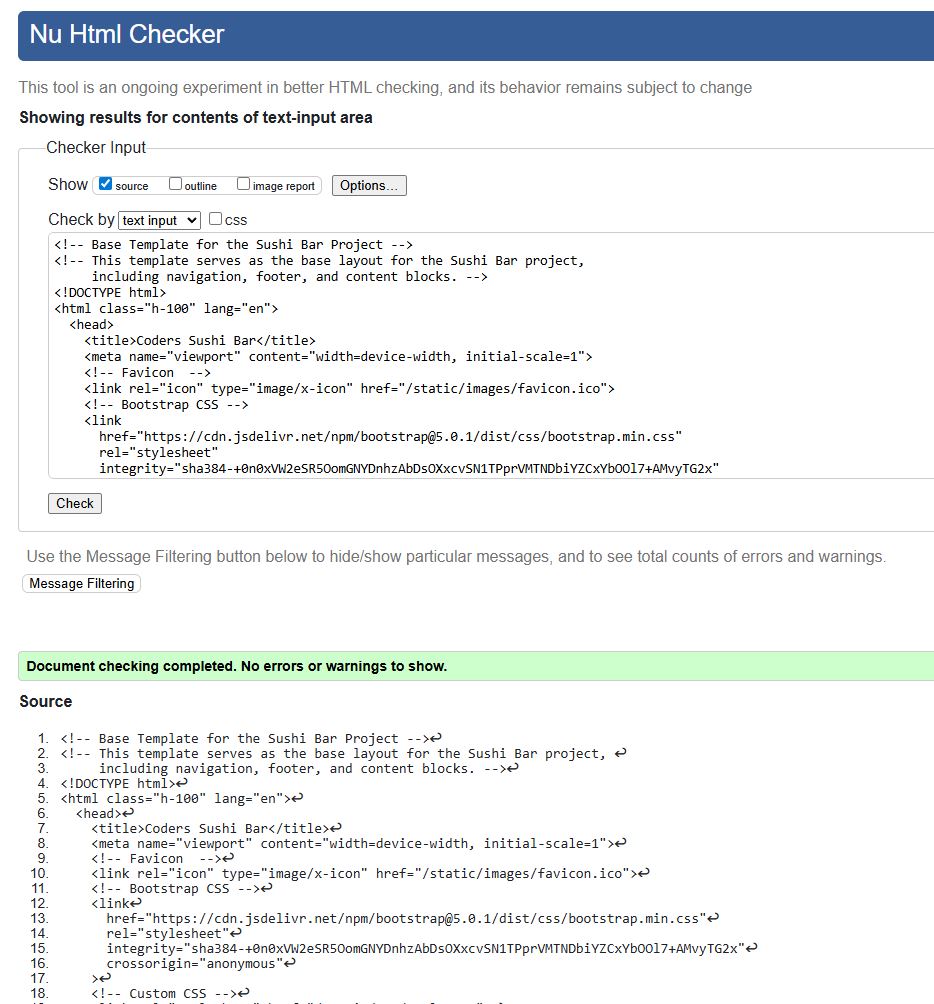 Nu Html Checker
This tool is an ongoing experiment in better HTML checking, and its behavior remains subject to change
Showing results for contents of text-input area
Checker Input
Show source outline image report Options...
Check by text input css
<!-- Base Template for the Sushi Bar Project -->
<!-- This template serves as the base layout for the Sushi Bar project,
     including navigation, footer, and content blocks. -->
<!DOCTYPE html>
<html class="h-100" lang="en">
  <head>
    <title>Coders Sushi Bar</title>
    <meta name="viewport" content="width=device-width, initial-scale=1">
    <!-- Favicon  -->
    <link rel="icon" type="image/x-icon" href="/static/images/favicon.ico">
    <!-- Bootstrap CSS -->
    <link
      href="https://cdn.jsdelivr.net/npm/bootstrap@5.0.1/dist/css/bootstrap.min.css"
      rel="stylesheet"
      integrity="sha384-+0n0xVW2eSR5OomGNYDnhzAbDsOXxcvSN1TPprVMTNDbiYZCxYbOOl7+AMvyTG2x"
Check
Use the Message Filtering button below to hide/show particular messages, and to see total counts of errors and warnings.
Message Filtering
Document checking completed. No errors or warnings to show.
Source
1. <!-- Base Template for the Sushi Bar Project -->↩
2. <!-- This template serves as the base layout for the Sushi Bar project, ↩
3.      including navigation, footer, and content blocks. -->↩
4. <!DOCTYPE html>↩
5. <html class="h-100" lang="en">↩
6.   <head>↩
7.     <title>Coders Sushi Bar</title>↩
8.     <meta name="viewport" content="width=device-width, initial-scale=1">↩
9.     <!-- Favicon  -->↩
10.     <link rel="icon" type="image/x-icon" href="/static/images/favicon.ico">↩
11.     <!-- Bootstrap CSS -->↩
12.     <link↩
13.       href="https://cdn.jsdelivr.net/npm/bootstrap@5.0.1/dist/css/bootstrap.min.css"↩
14.       rel="stylesheet"↩
15.       integrity="sha384-+0n0xVW2eSR5OomGNYDnhzAbDsOXxcvSN1TPprVMTNDbiYZCxYbOOl7+AMvyTG2x"↩
16.       crossorigin="anonymous"↩
17.     >↩
18.     <!-- Custom CSS -->↩